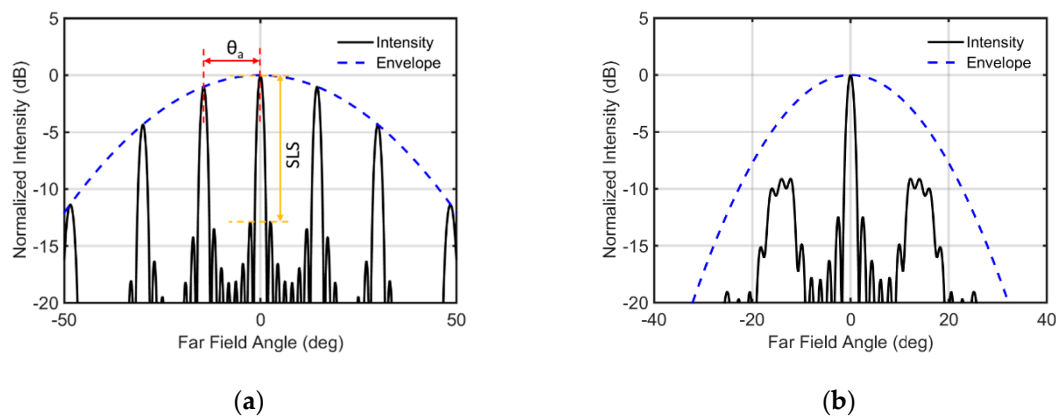 5
0
-5
-10
-15
-20
-50
0
50
Normalized Intensity (dB)
Far Field Angle (deg)
θa
SLS
Intensity
Envelope
(a)
5
0
-5
-10
-15
-20
-40
-20
0
20
40
Normalized Intensity (dB)
Far Field Angle (deg)
Intensity
Envelope
(b)